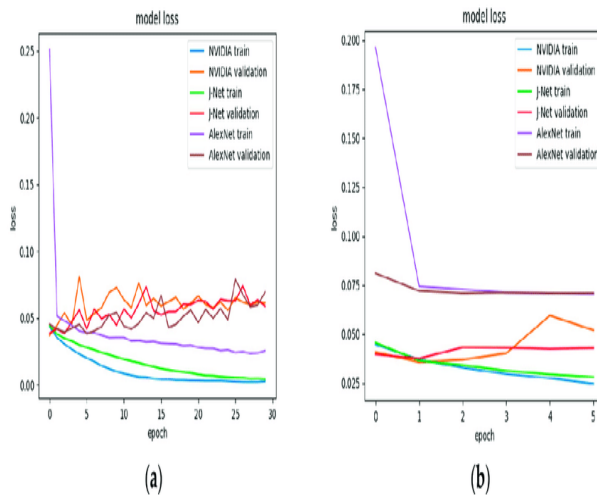 model loss
0.25
0.20
0.15
0.10
0.05
0.00
loss
NVIDIA train
NVIDIA validation
J-Net train
J-Net validation
AlexNet train
AlexNet validation
0 5 10 15 20 25 30
epoch
(a)
model loss
0.200
0.175
0.150
0.125
0.100
0.075
0.050
0.025
loss
NVIDIA train
NVIDIA validation
J-Net train
J-Net validation
AlexNet train
AlexNet validation
0 1 2 3 4 5
epoch
(b)